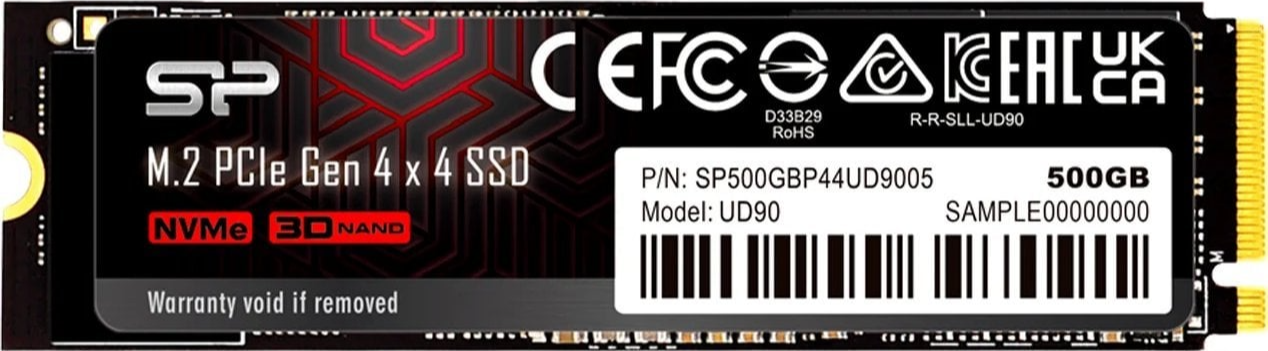 SP
M.2 PCIe Gen 4 x 4 SSD
NVMe 3D NAND
Warranty void if removed
CE FC
D33B29
RoHS
R-R-SLL-UD90
KC EAC UK
CA
P/N: SP500GBP44UD9005 500GB
Model: UD90 SAMPLE00000000
M